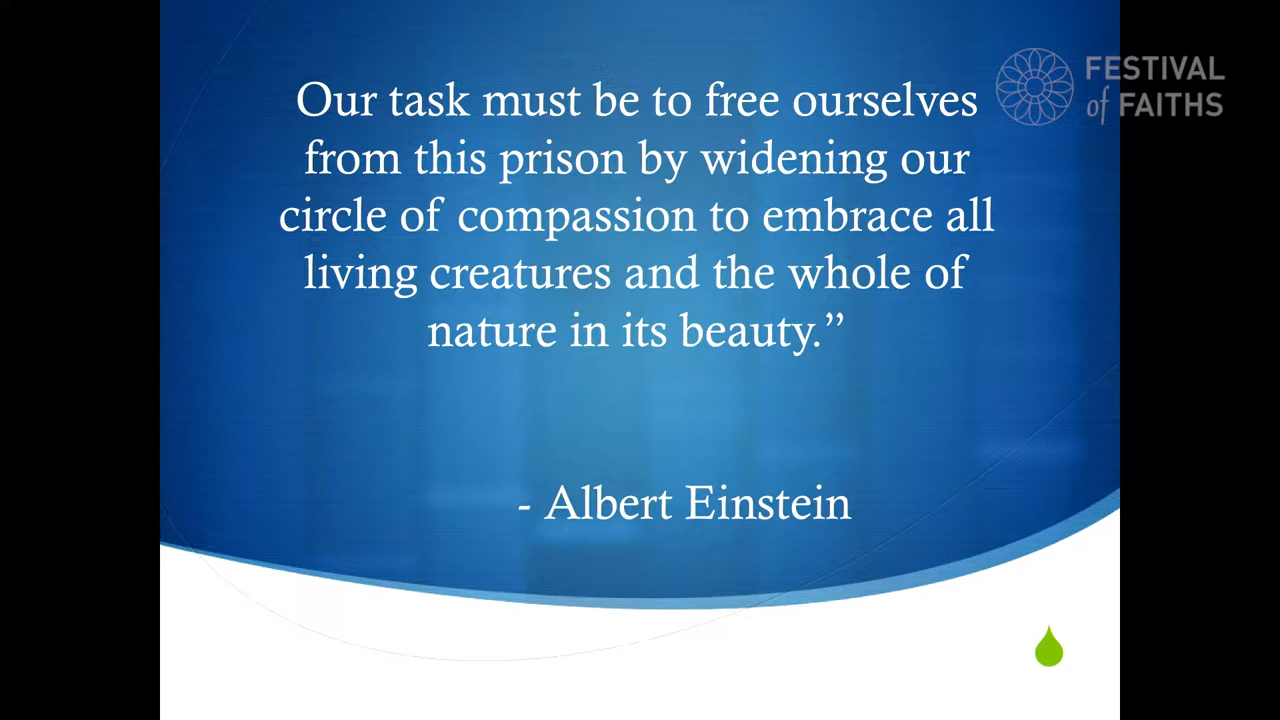 Our task must be to free ourselves
from this prison by widening our
circle of compassion to embrace all
living creatures and the whole of
nature in its beauty.”
- Albert Einstein
FESTIVAL
of FAITHS